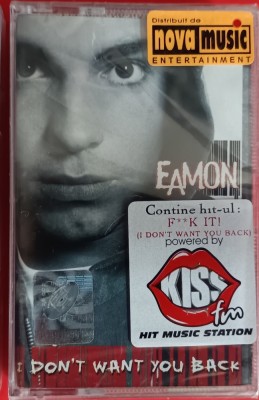 Distribuit de
nova music
ENTERTAINMENT
EAMON
Contine hit-ul :
F**K IT!
(I DON'T WANT YOU BACK)
powered by
KISS
fm
HIT MUSIC STATION
I DON'T WANT YOU BACK